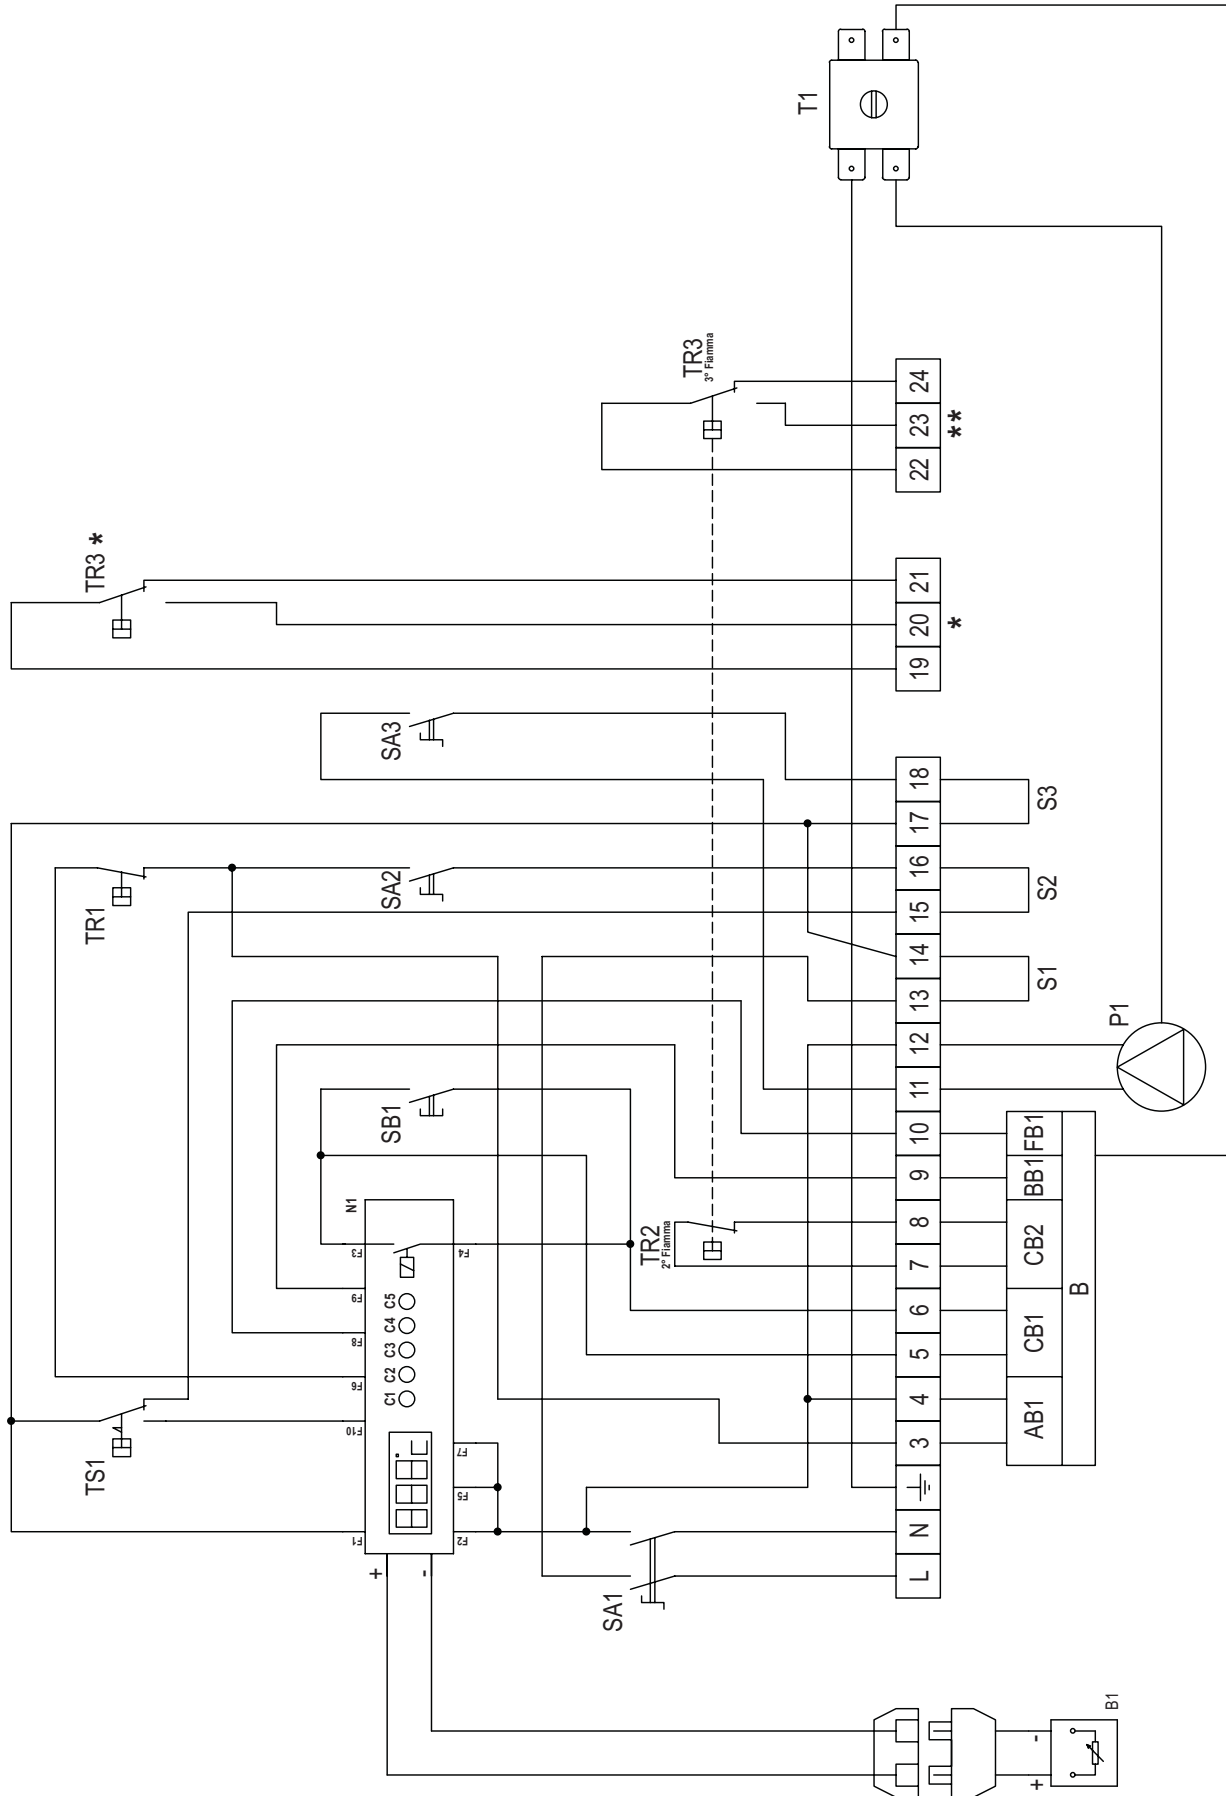 T1
TR3
3° Fiamma
TR3 *
24
23
22
**
21
20
19
*
SA3
TR1
SA2
SB1
TS1
SA1
TR2
2° Fiamma
N1
F3
F4
F9
F8
F6
F10
F1
F7
F5
F2
C1 C2 C3 C4 C5
+
-
18
17
16
15
14
13
12
11
10
9
8
7
6
5
4
3
N
L
S3
S2
S1
P1
FB1
BB1
CB2
CB1
AB1
B
B1
+
-